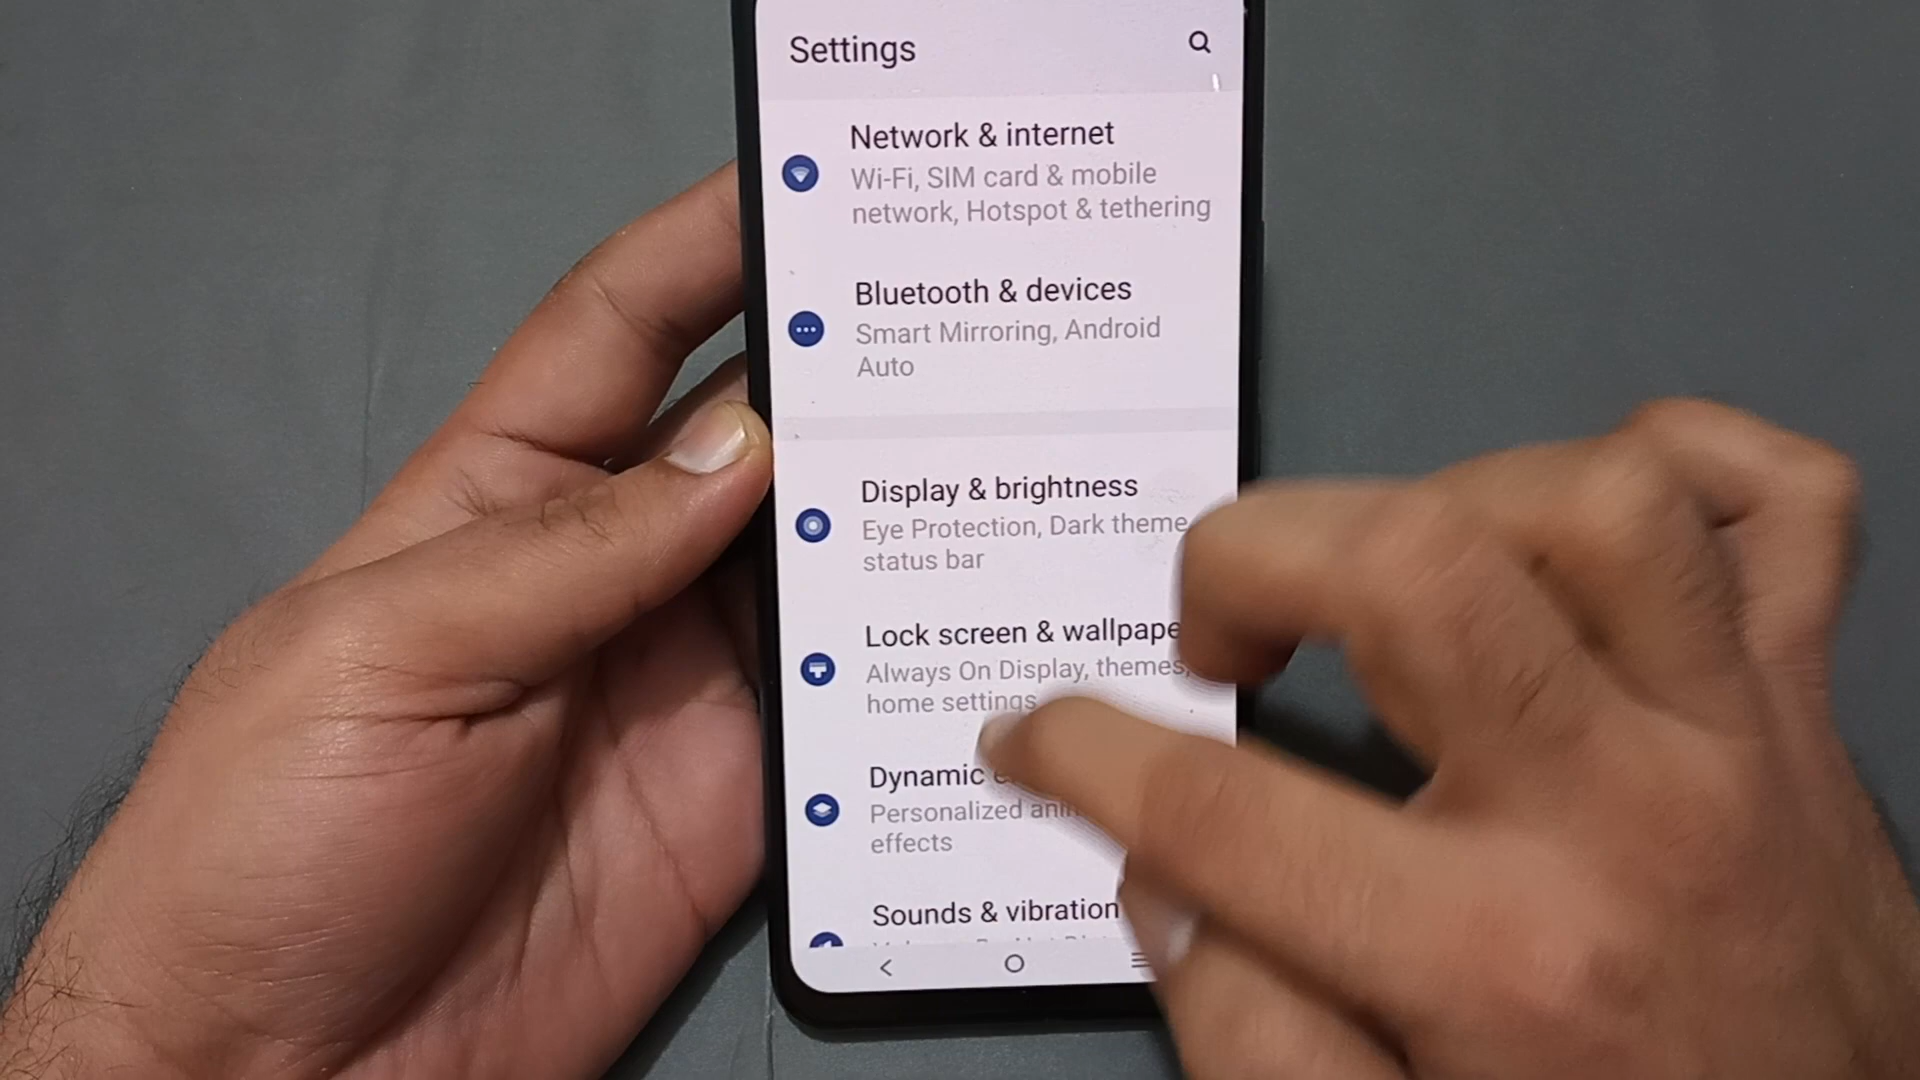 Settings
Network & internet
Wi-Fi, SIM card & mobile
network, Hotspot & tethering
Bluetooth & devices
Smart Mirroring, Android
Auto
Display & brightness
Eye Protection, Dark theme
status bar
Lock screen & wallpape
Always On Display, themes,
home settings
Dynamic
Personalized
effects
Sounds & vibration